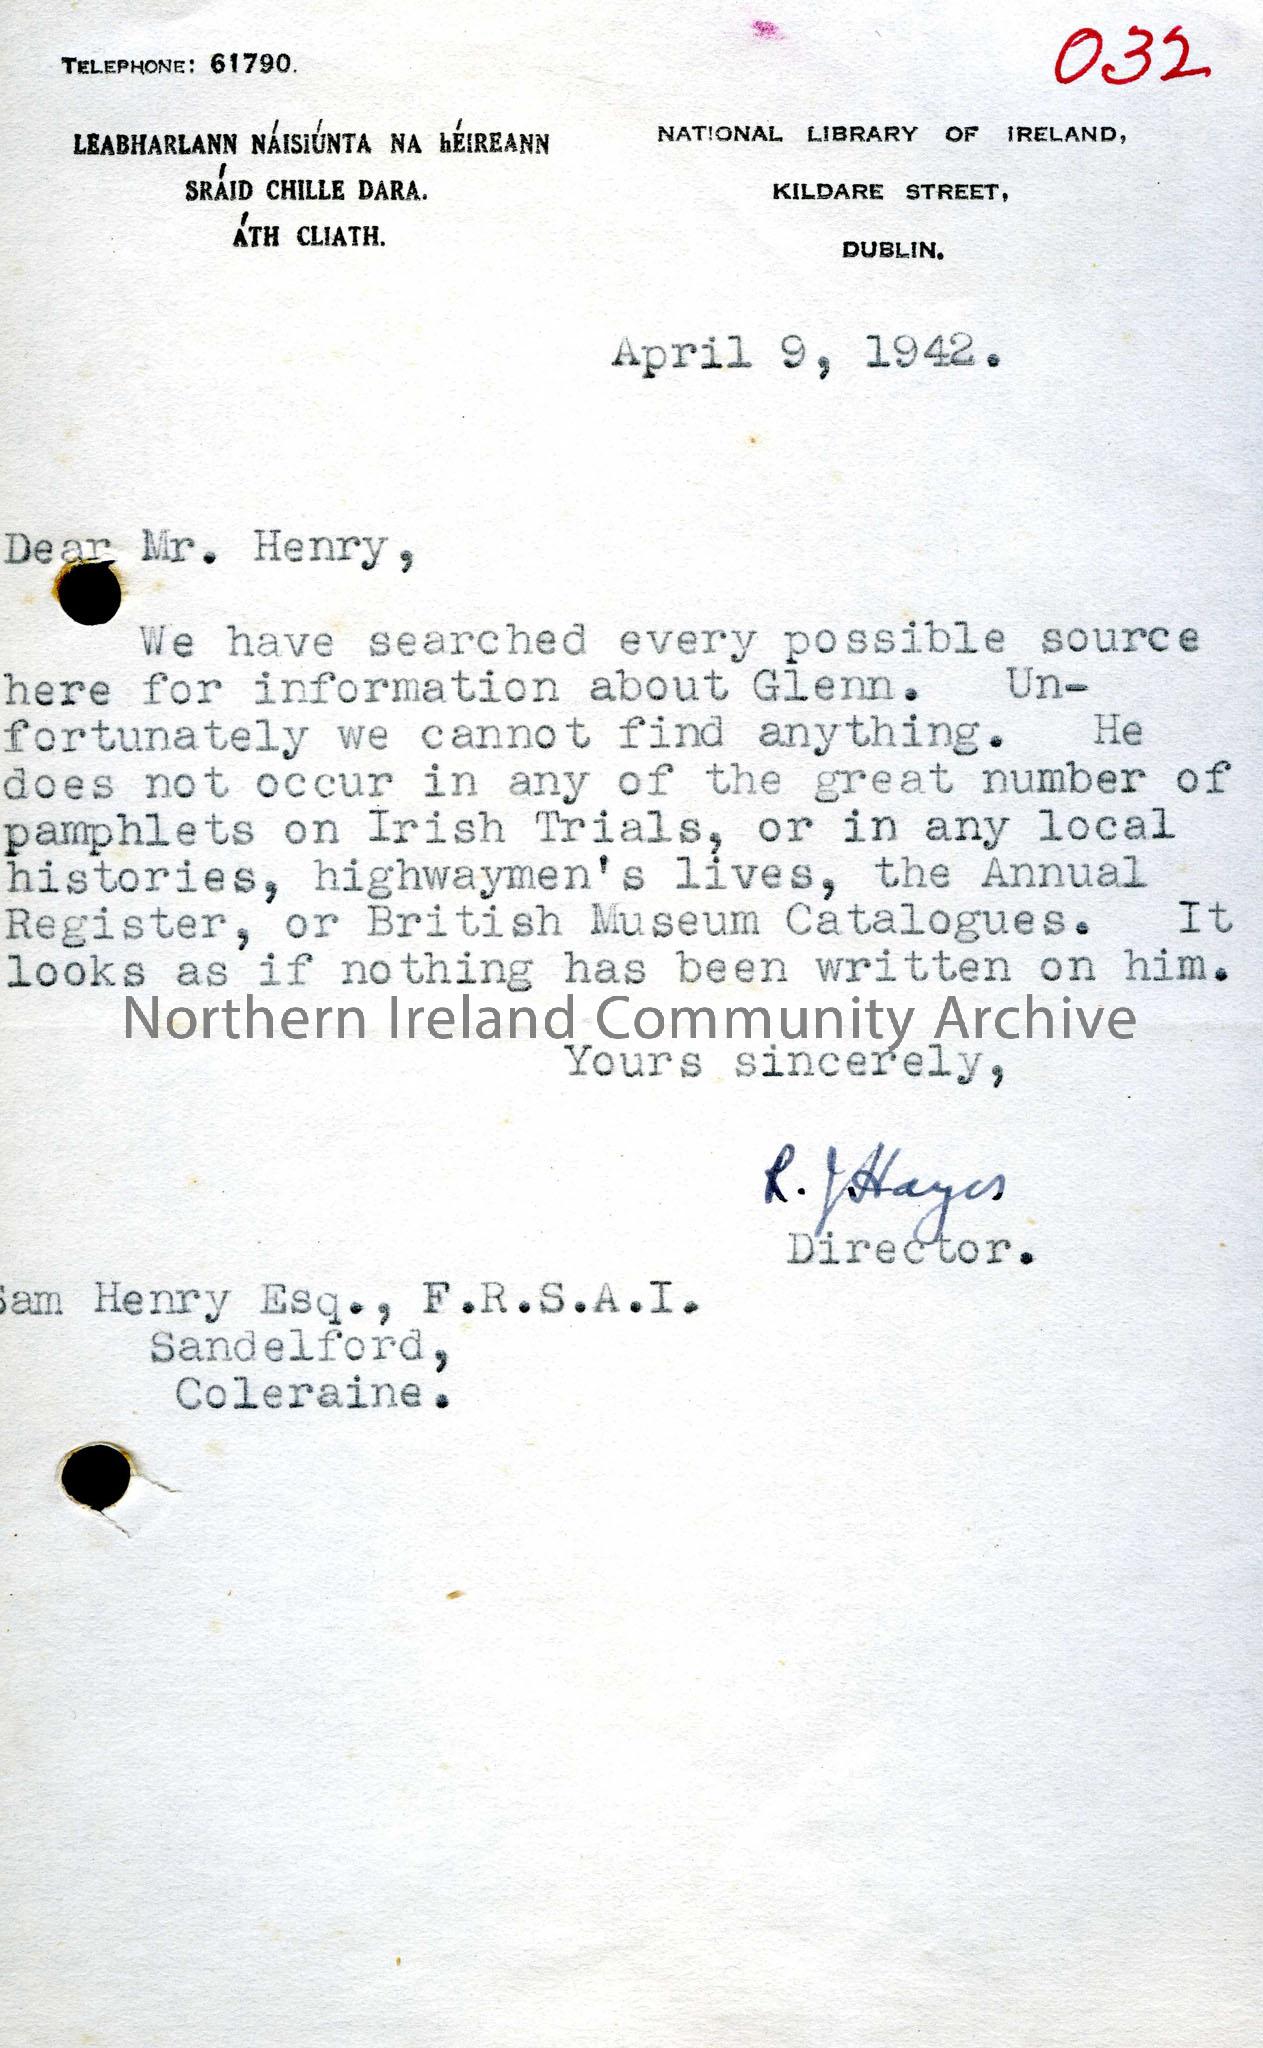 TELEPHONE: 61790.
032
LEABHARLANN NÁISIÚNTA NA hÉIREANN
SRÁID CHILLE DARA.
ÁTH CLIATH.
NATIONAL LIBRARY OF IRELAND,
KILDARE STREET,
DUBLIN.
April 9, 1942.
Dear Mr. Henry,
We have searched every possible source
here for information about Glenn. Un-
fortunately we cannot find anything. He
does not occur in any of the great number of
pamphlets on Irish Trials, or in any local
histories, highwaymen's lives, the Annual
Register, or British Museum Catalogues. It
looks as if nothing has been written on him.
Northern Ireland Community Archive
Yours sincerely,
R. J. Hayes
Director.
Sam Henry Esq., F.R.S.A.I.
Sandelford,
Coleraine.